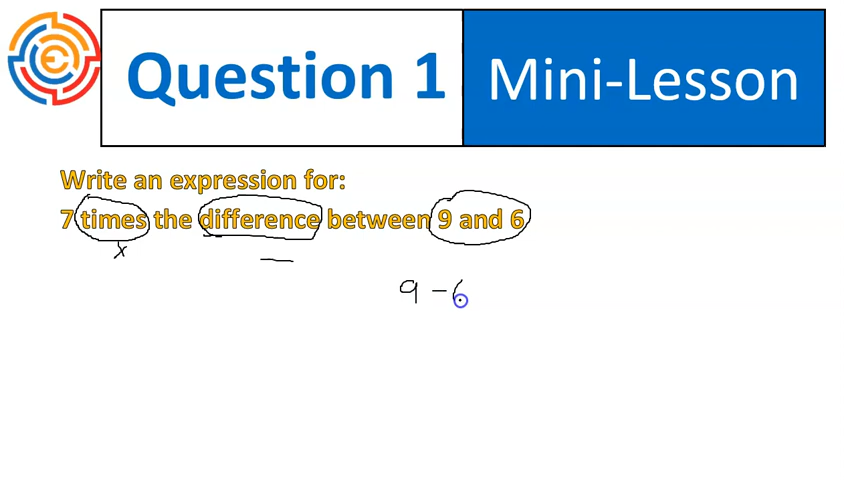 Question 1
Mini-Lesson
Write an expression for:
7 times the difference between 9 and 6
x
—
9 - 6